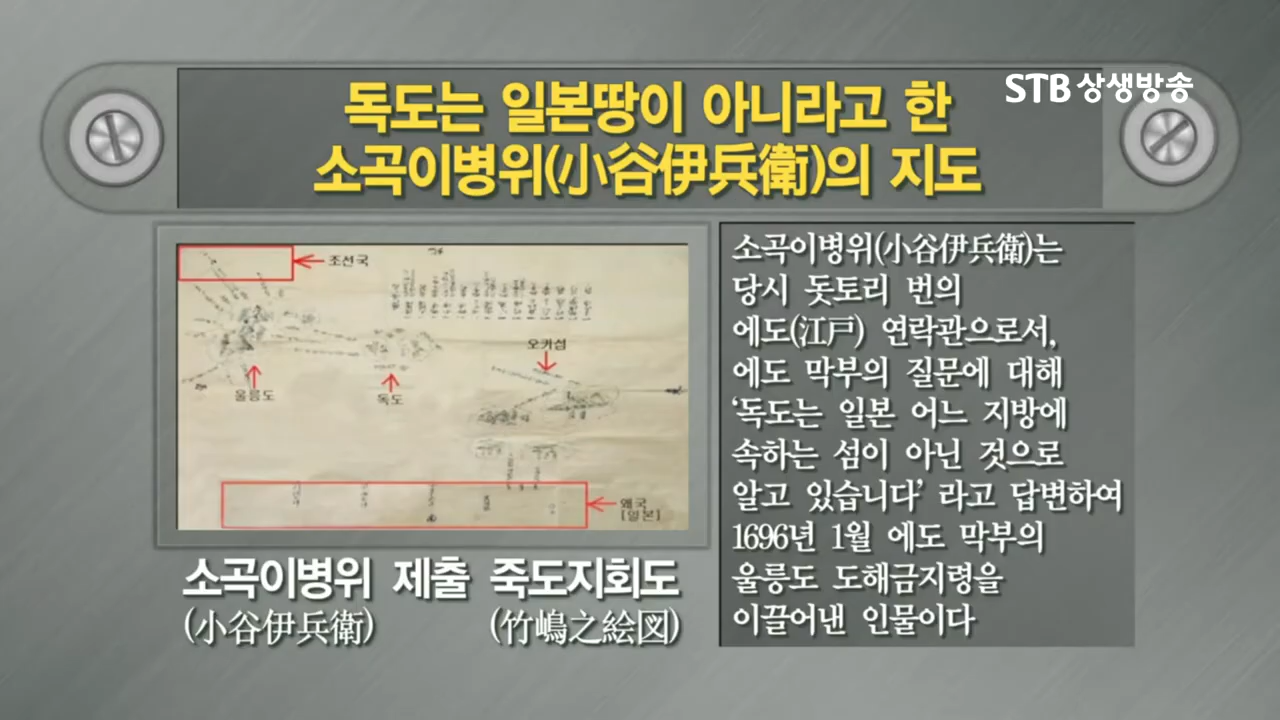 STB 상생방송
독도는 일본땅이 아니라고 한
소곡이병위(小谷伊兵衛)의 지도
조선국
오키섬
울릉도
독도
왜국
[일본]
소곡이병위 제출 죽도지회도
(小谷伊兵衛) (竹嶋之絵図)
소곡이병위(小谷伊兵衛)는
당시 돗토리 번의
에도(江戸) 연락관으로서,
에도 막부의 질문에 대해
‘독도는 일본 어느 지방에
속하는 섬이 아닌 것으로
알고 있습니다’ 라고 답변하여
1696년 1월 에도 막부의
울릉도 도해금지령을
이끌어낸 인물이다